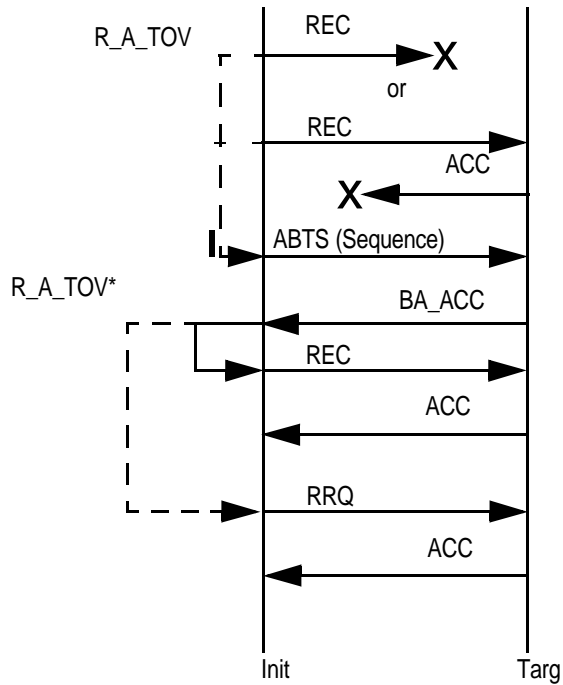 REC
R_A_TOV
X
or
REC
ACC
X
ABTS (Sequence)
R_A_TOV*
BA_ACC
REC
ACC
RRQ
ACC
Init
Targ